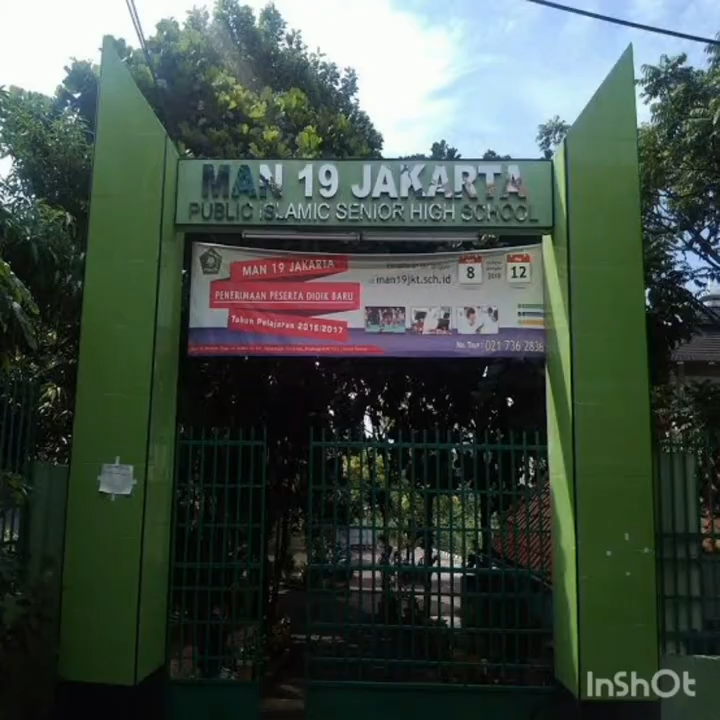 MAN 19 JAKARTA
PUBLIC ISLAMIC SENIOR HIGH SCHOOL
MAN 19 JAKARTA
PENERIMAAN PESERTA DIDIK BARU
Tahun Pelajaran 2016/2017
man19jkt.sch.id
8
12
021 736 2836
InShOt